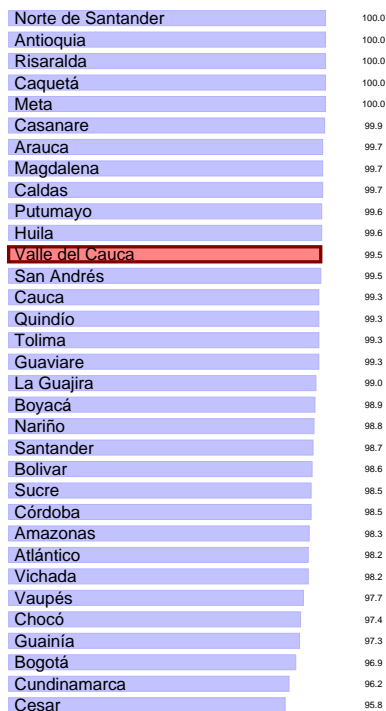 Norte de Santander 100.0
Antioquia 100.0
Risaralda 100.0
Caquetá 100.0
Meta 100.0
Casanare 99.9
Arauca 99.7
Magdalena 99.7
Caldas 99.7
Putumayo 99.6
Huila 99.6
Valle del Cauca 99.5
San Andrés 99.5
Cauca 99.3
Quindío 99.3
Tolima 99.3
Guaviare 99.3
La Guajira 99.0
Boyacá 98.9
Nariño 98.8
Santander 98.7
Bolivar 98.6
Sucre 98.5
Córdoba 98.5
Amazonas 98.3
Atlántico 98.2
Vichada 98.2
Vaupés 97.7
Chocó 97.4
Guainía 97.3
Bogotá 96.9
Cundinamarca 96.2
Cesar 95.8